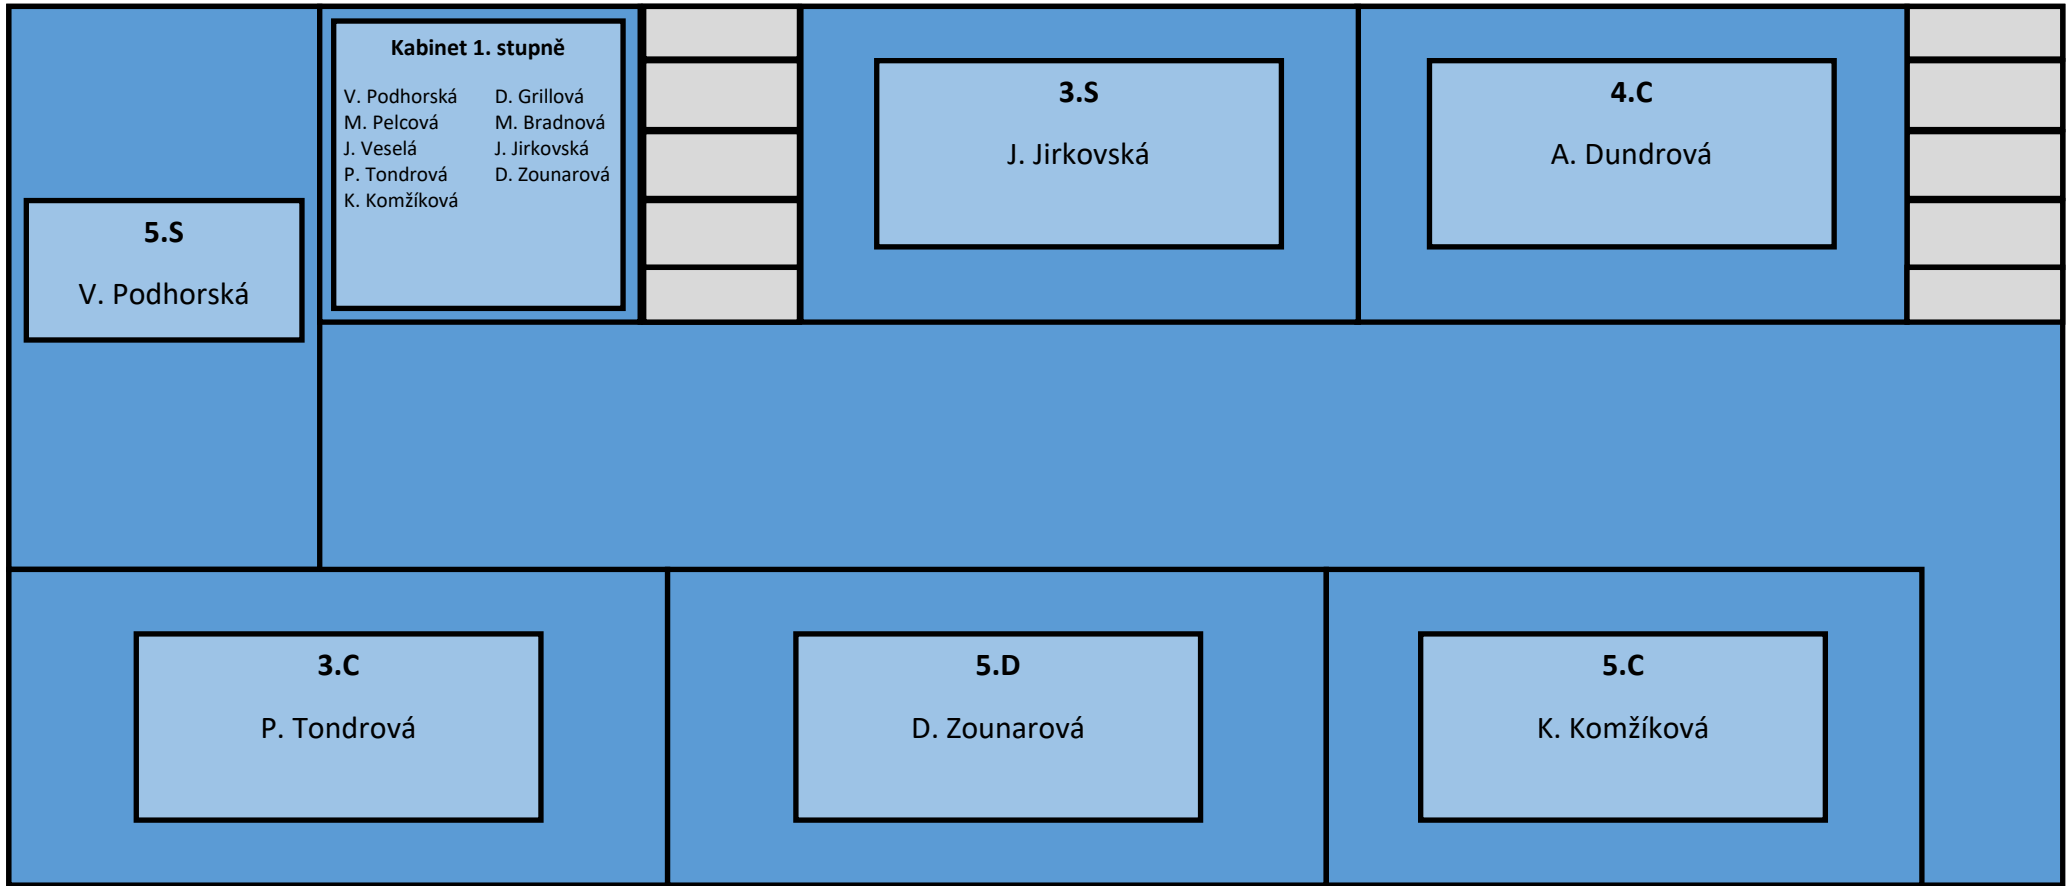 Kabinet 1. stupně
V. Podhorská D. Grillová
M. Pelcová M. Bradnová
J. Veselá J. Jirkovská
P. Tondrová D. Zounarová
K. Komžíková
3.S
J. Jirkovská
4.C
A. Dundrová
5.S
V. Podhorská
3.C
P. Tondrová
5.D
D. Zounarová
5.C
K. Komžíková